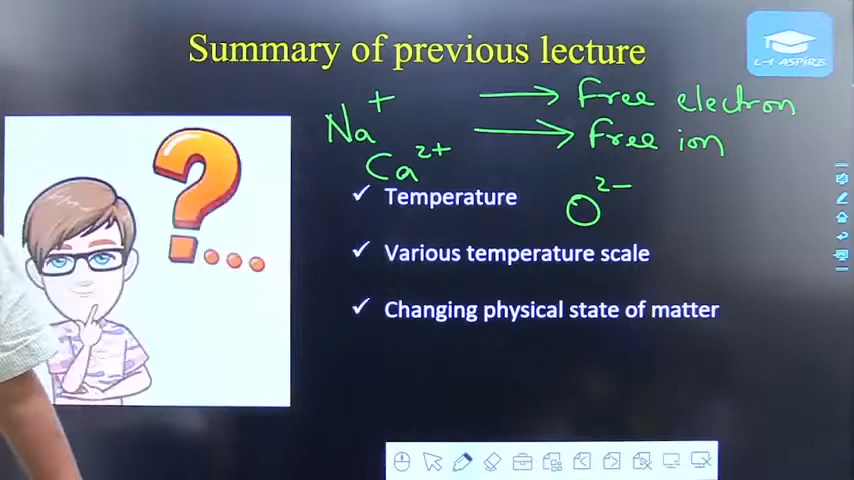 Summary of previous lecture
L-I ASPIRE
Na+ → Free electron
→ Free ion
Ca2+
✓ Temperature
O2−
✓ Various temperature scale
✓ Changing physical state of matter